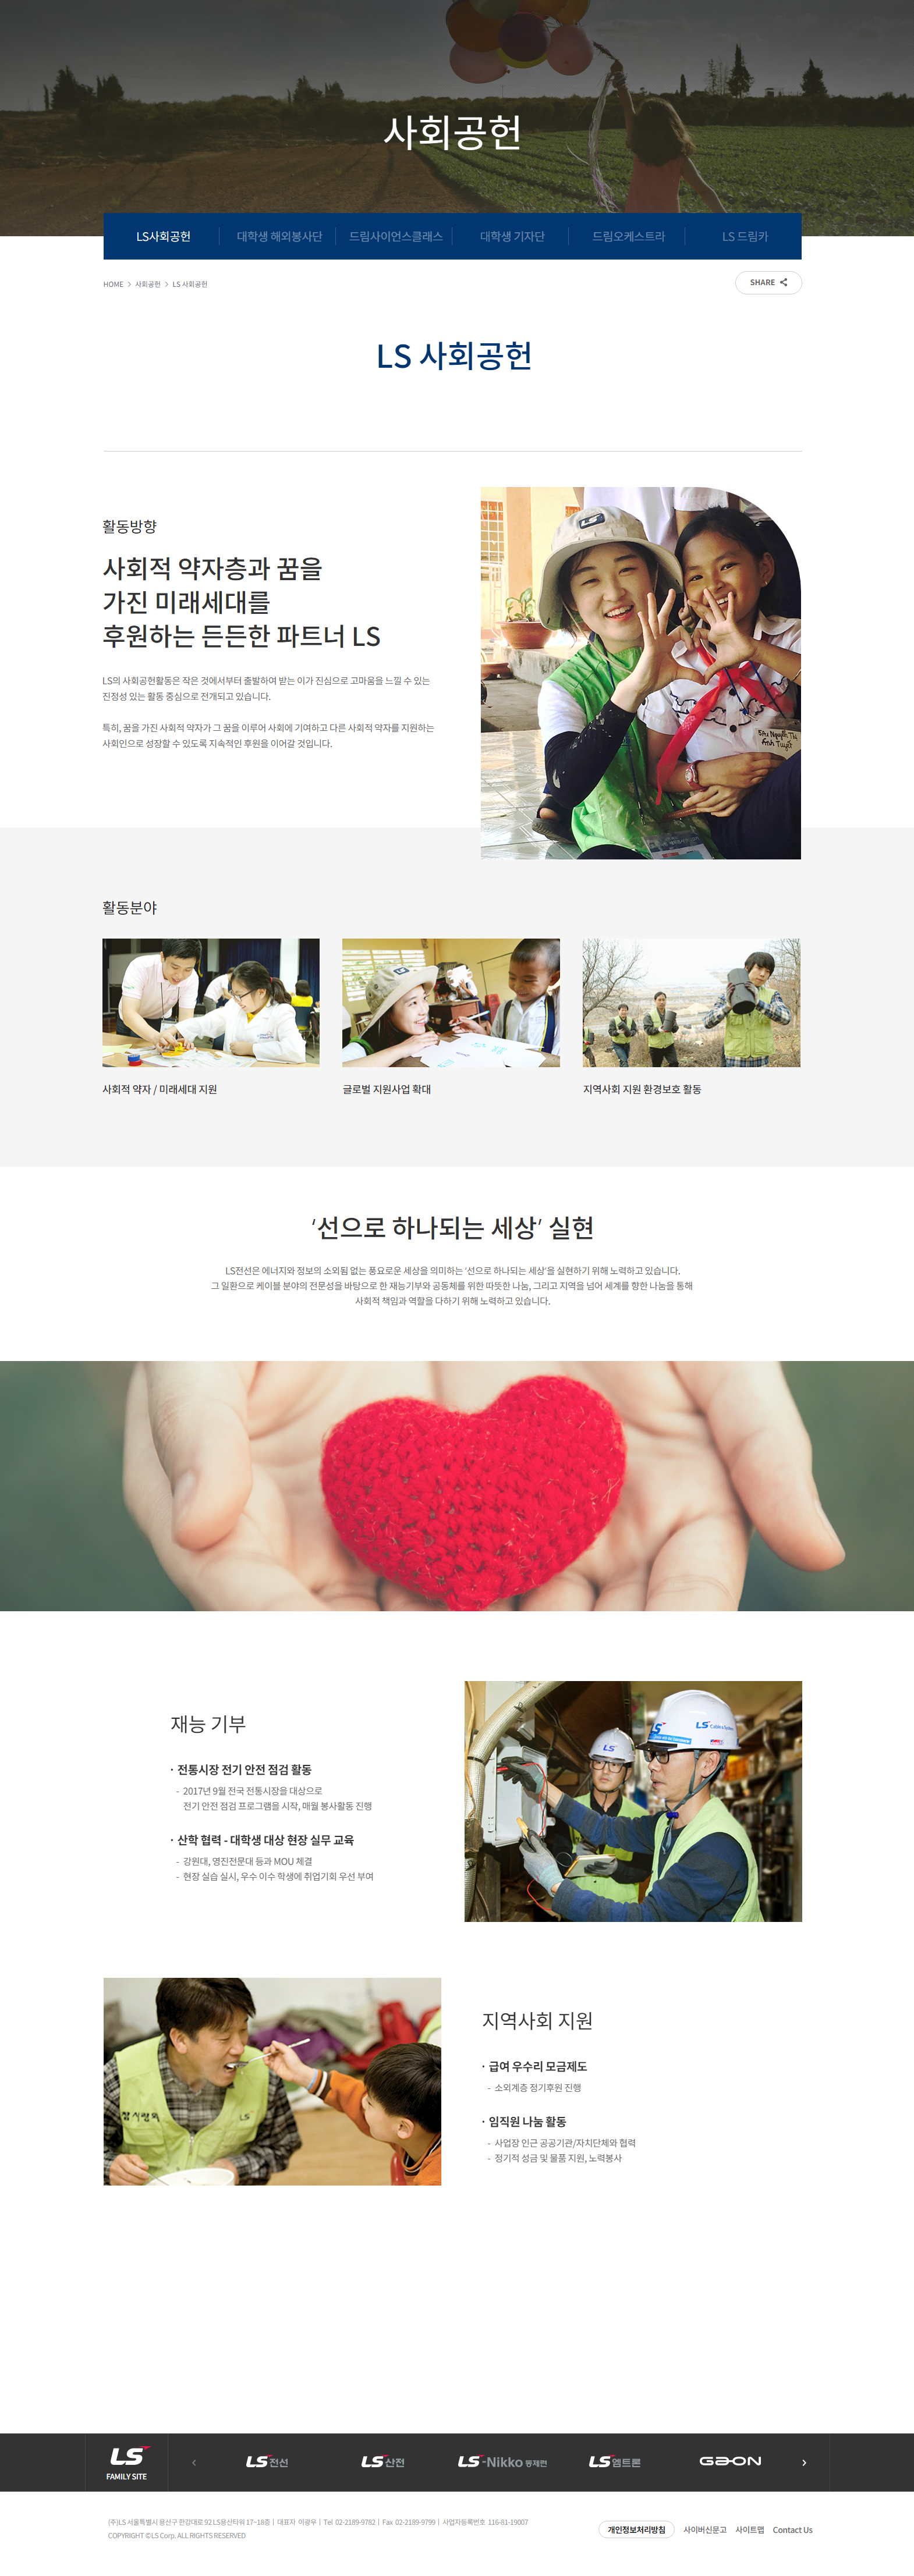 사회공헌
LS사회공헌 대학생 해외봉사단 드림사이언스클래스 대학생 기자단 드림오케스트라 LS 드림카
HOME > 사회공헌 > LS 사회공헌
SHARE
LS 사회공헌
활동방향
사회적 약자층과 꿈을
가진 미래세대를
후원하는 든든한 파트너 LS
LS의 사회공헌활동은 작은 것에서부터 출발하여 받는 이가 진심으로 고마움을 느낄 수 있는
진정성 있는 활동 중심으로 전개되고 있습니다.
특히, 꿈을 가진 사회적 약자가 그 꿈을 이루어 사회에 기여하고 다른 사회적 약자를 지원하는
사회인으로 성장할 수 있도록 지속적인 후원을 이어갈 것입니다.
활동분야
사회적 약자 / 미래세대 지원
글로벌 지원사업 확대
지역사회 지원 환경보호 활동
'선으로 하나되는 세상' 실현
LS전선은 에너지와 정보의 소외됨 없는 풍요로운 세상을 의미하는 '선으로 하나되는 세상'을 실현하기 위해 노력하고 있습니다.
그 일환으로 케이블 분야의 전문성을 바탕으로 한 재능기부와 공동체를 위한 따뜻한 나눔, 그리고 지역을 넘어 세계를 향한 나눔을 통해
사회적 책임과 역할을 다하기 위해 노력하고 있습니다.
재능 기부
· 전통시장 전기 안전 점검 활동
- 2017년 9월 전국 전통시장을 대상으로
전기 안전 점검 프로그램을 시작, 매월 봉사활동 진행
· 산학 협력 - 대학생 대상 현장 실무 교육
- 강원대, 영진전문대 등과 MOU 체결
- 현장 실습 실시, 우수 이수 학생에 취업기회 우선 부여
지역사회 지원
· 급여 우수리 모금제도
- 소외계층 정기후원 진행
· 임직원 나눔 활동
- 사업장 인근 공공기관/자치단체와 협력
- 정기적 성금 및 물품 지원, 노력봉사
LS
FAMILY SITE
LS전선 LS산전 LS-Nikko동제련 LS엠트론 GAON
(주)LS 서울특별시 용산구 한강대로 92 LS용산타워 17~18층 | 대표자 이광우 | Tel 02-2189-9782 | Fax 02-2189-9799 | 사업자등록번호 116-81-19007
COPYRIGHT ©LS Corp. ALL RIGHTS RESERVED
개인정보처리방침 사이버신문고 사이트맵 Contact Us